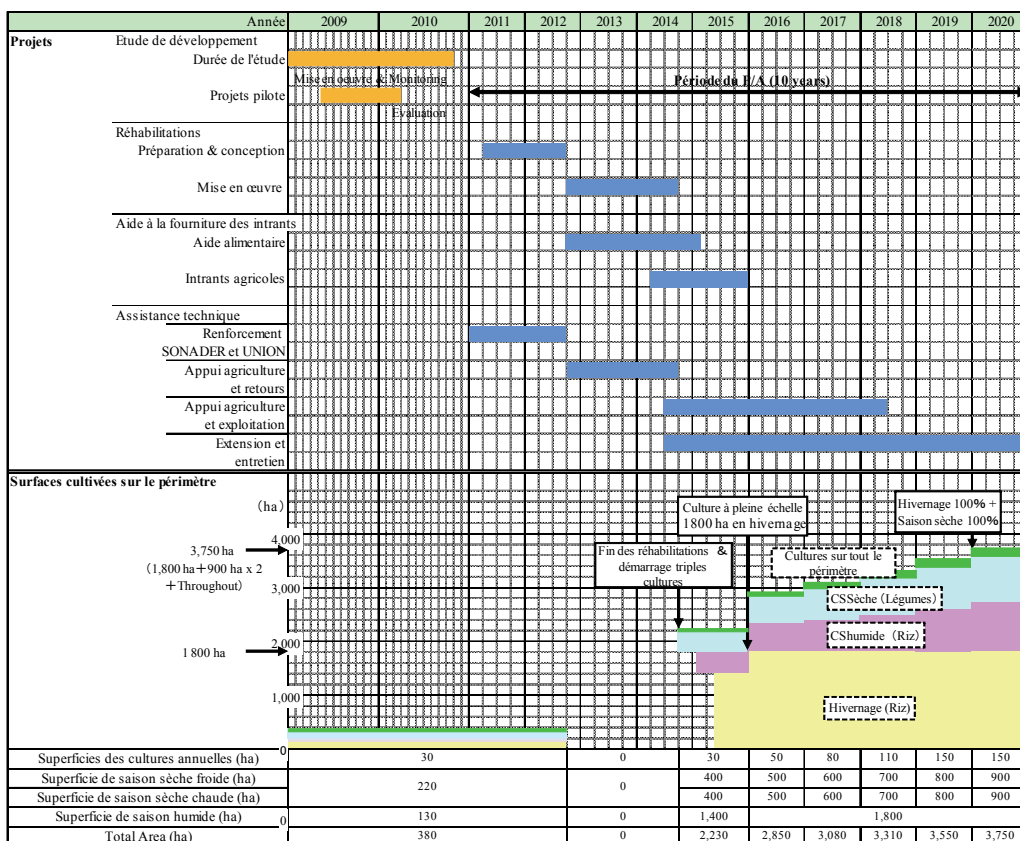 Année 2009 2010 2011 2012 2013 2014 2015 2016 2017 2018 2019 2020
Projets Etude de développement
Durée de l'étude
Mise en oeuvre & Monitoring
Période du P/A (10 years)
Projets pilote
Evaluation
Réhabilitations
Préparation & conception
Mise en œuvre
Aide à la fourniture des intrants
Aide alimentaire
Intrants agricoles
Assistance technique
Renforcement
SONADER et UNION
Appui agriculture
et retours
Appui agriculture
et exploitation
Extension et
entretien
Surfaces cultivées sur le périmètre
(ha)
4,000
3,750 ha
(1,800 ha+900 ha x 2
+Throughout)
3,000
2,000
1 800 ha
1,000
0
Culture à pleine échelle
1800 ha en hivernage
Hivernage 100% +
Saison sèche 100%
Fin des réhabilitations &
démarrage triples
cultures
Cultures sur tout le
périmètre
CSSèche (Légumes)
CShumide (Riz)
Hivernage (Riz)
Superficies des cultures annuelles (ha) 30 0 30 50 80 110 150 150
Superficie de saison sèche froide (ha) 220 0 400 500 600 700 800 900
Superficie de saison sèche chaude (ha) 400 500 600 700 800 900
Superficie de saison humide (ha) 0 130 0 1,400 1,800
Total Area (ha) 380 0 2,230 2,850 3,080 3,310 3,550 3,750